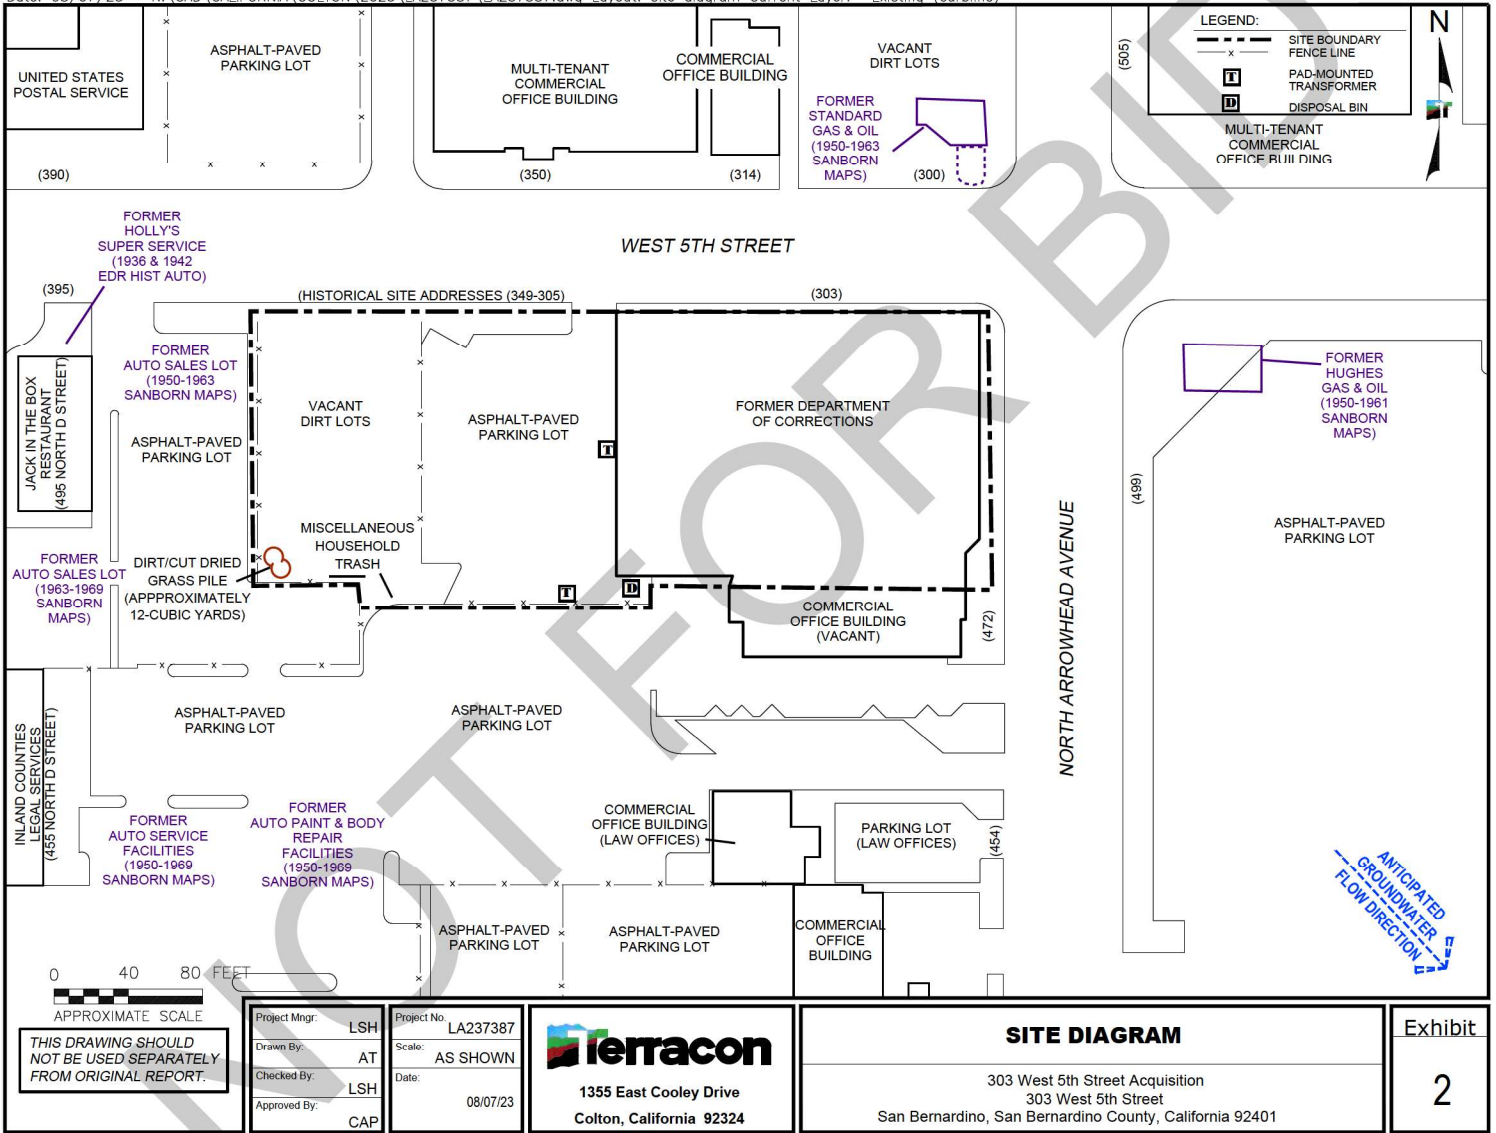 LEGEND:
SITE BOUNDARY
FENCE LINE
T
PAD-MOUNTED
TRANSFORMER
D
DISPOSAL BIN
N
UNITED STATES
POSTAL SERVICE
(390)
ASPHALT-PAVED
PARKING LOT
MULTI-TENANT
COMMERCIAL
OFFICE BUILDING
(350)
COMMERCIAL
OFFICE BUILDING
(314)
VACANT
DIRT LOTS
FORMER
STANDARD
GAS & OIL
(1950-1963
SANBORN
MAPS)
(300)
(505)
MULTI-TENANT
COMMERCIAL
OFFICE BUILDING
FORMER
HOLLY'S
SUPER SERVICE
(1936 & 1942
EDR HIST AUTO)
WEST 5TH STREET
(395)
(HISTORICAL SITE ADDRESSES (349-305)
(303)
JACK IN THE BOX
RESTAURANT
(495 NORTH D STREET)
FORMER
AUTO SALES LOT
(1950-1963
SANBORN MAPS)
ASPHALT-PAVED
PARKING LOT
VACANT
DIRT LOTS
ASPHALT-PAVED
PARKING LOT
T
FORMER DEPARTMENT
OF CORRECTIONS
FORMER
HUGHES
GAS & OIL
(1950-1961
SANBORN
MAPS)
(499)
ASPHALT-PAVED
PARKING LOT
NORTH ARROWHEAD AVENUE
FORMER
AUTO SALES LOT
(1963-1969
SANBORN
MAPS)
DIRT/CUT DRIED
GRASS PILE
(APPPROXIMATELY
12-CUBIC YARDS)
MISCELLANEOUS
HOUSEHOLD
TRASH
T
D
COMMERCIAL
OFFICE BUILDING
(VACANT)
(472)
INLAND COUNTIES
LEGAL SERVICES
(455 NORTH D STREET)
ASPHALT-PAVED
PARKING LOT
ASPHALT-PAVED
PARKING LOT
FORMER
AUTO SERVICE
FACILITIES
(1950-1969
SANBORN MAPS)
FORMER
AUTO PAINT & BODY
REPAIR
FACILITIES
(1950-1969
SANBORN MAPS)
COMMERCIAL
OFFICE BUILDING
(LAW OFFICES)
PARKING LOT
(LAW OFFICES)
(454)
ASPHALT-PAVED
PARKING LOT
ASPHALT-PAVED
PARKING LOT
COMMERCIAL
OFFICE
BUILDING
ANTICIPATED
GROUNDWATER
FLOW DIRECTION
NOT FOR BID
0 40 80 FEET
APPROXIMATE SCALE
THIS DRAWING SHOULD
NOT BE USED SEPARATELY
FROM ORIGINAL REPORT.
Project Mngr:
LSH
Drawn By:
AT
Checked By:
LSH
Approved By:
CAP
Project No.
LA237387
Scale:
AS SHOWN
Date:
08/07/23
Terracon
1355 East Cooley Drive
Colton, California 92324
SITE DIAGRAM
303 West 5th Street Acquisition
303 West 5th Street
San Bernardino, San Bernardino County, California 92401
Exhibit
2